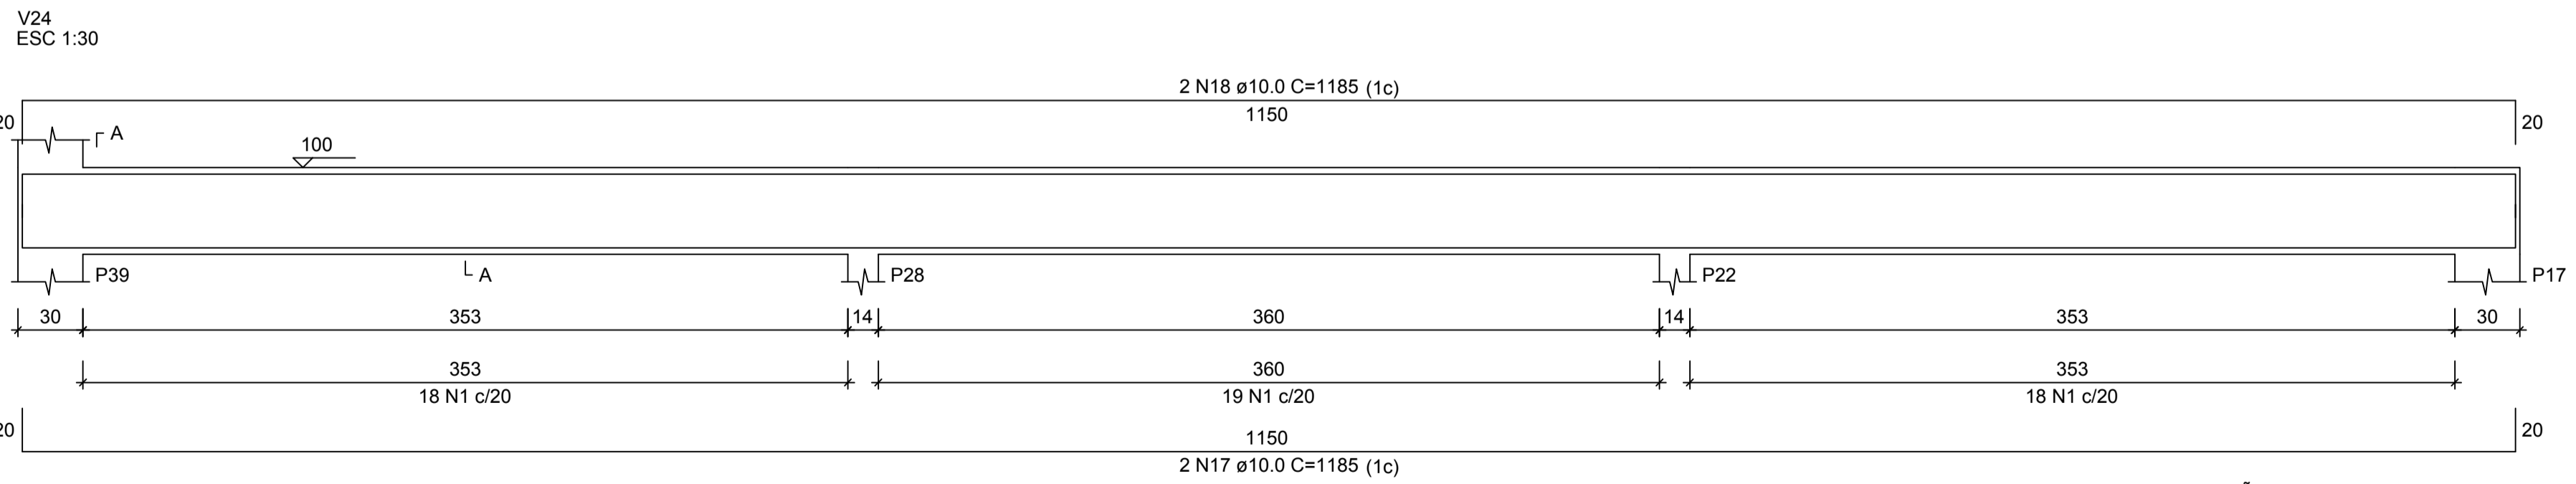 V24
ESC 1:30
2 N18 ø10.0 C=1185 (1c)
1150
20
20
A
100
P39
A
P28
P22
P17
30
353
14
360
14
353
30
353
360
353
18 N1 c/20
19 N1 c/20
18 N1 c/20
20
1150
20
2 N17 ø10.0 C=1185 (1c)